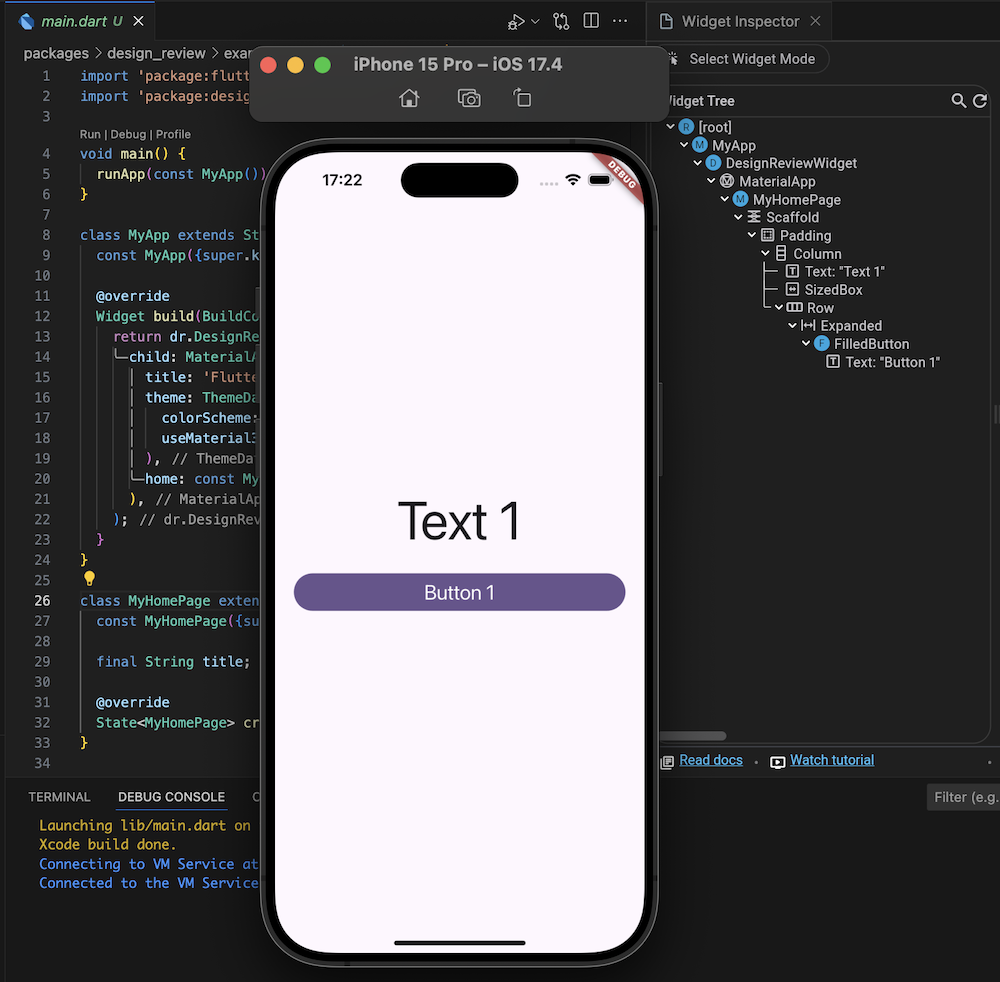 main.dart U
Widget Inspector
packages > design_review > exam
iPhone 15 Pro – iOS 17.4
Select Widget Mode
1 import 'package:flutt
2 import 'package:desig
3
Run | Debug | Profile
4 void main() {
5 runApp(const MyApp())
6 }
7
8 class MyApp extends St
9 const MyApp({super.k
10
11 @override
12 Widget build(BuildCo
13 return dr.DesignRe
14 child: MaterialA
15 title: 'Flutte
16 theme: ThemeDa
17 colorScheme:
18 useMaterial3
19 ), // ThemeDat
20 home: const My
21 ), // MaterialAp
22 ); // dr.DesignRev
23 }
24 }
25
26 class MyHomePage exten
27 const MyHomePage({su
28
29 final String title;
30
31 @override
32 State<MyHomePage> cr
33 }
34
17:22
DEBUG
Text 1
Button 1
idget Tree
[root]
MyApp
DesignReviewWidget
MaterialApp
MyHomePage
Scaffold
Padding
Column
Text: "Text 1"
SizedBox
Row
Expanded
FilledButton
Text: "Button 1"
Read docs • Watch tutorial •
TERMINAL DEBUG CONSOLE
Filter (e.g.
Launching lib/main.dart on
Xcode build done.
Connecting to VM Service at
Connected to the VM Service